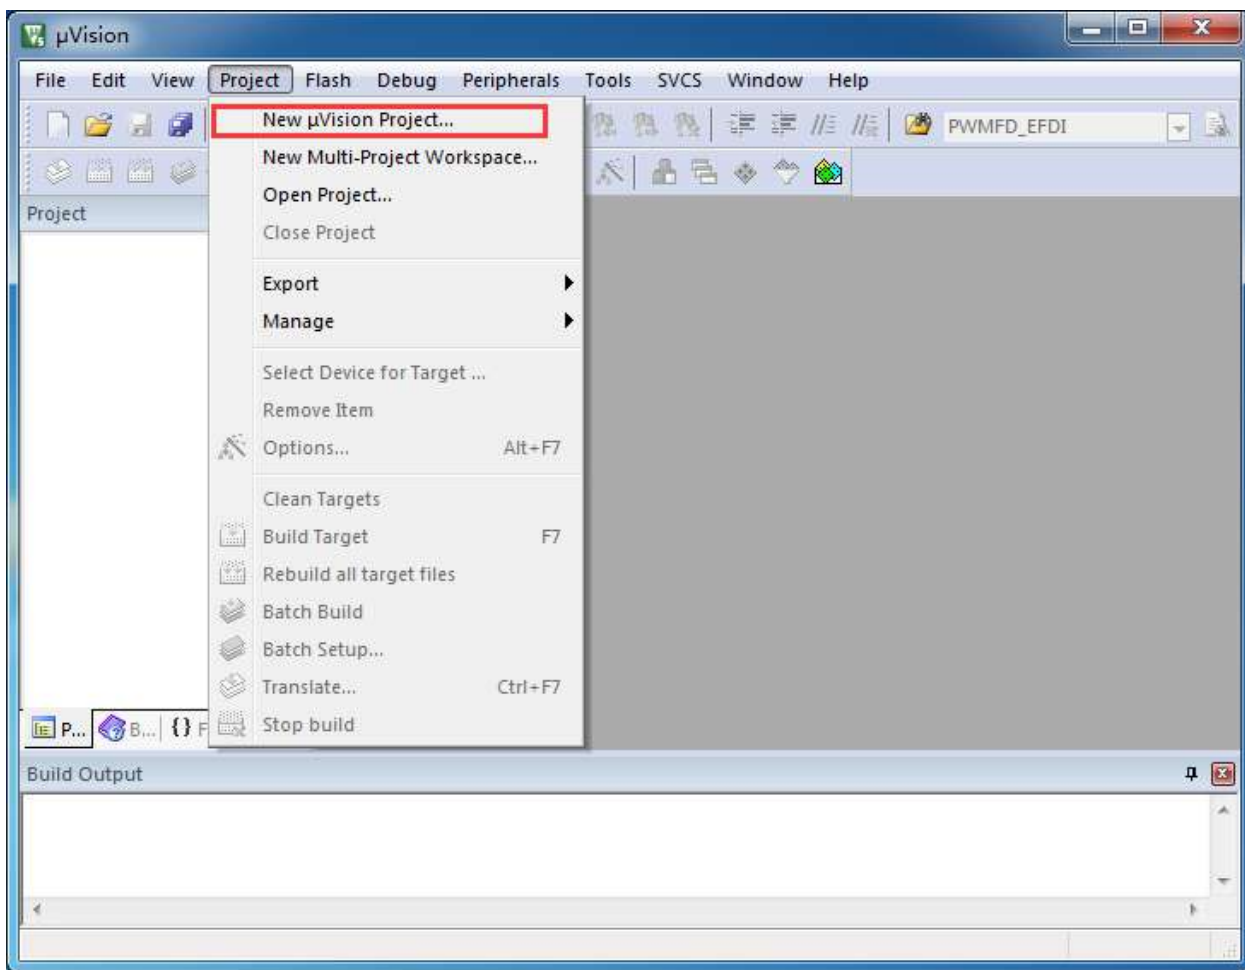 µVision
File Edit View Project Flash Debug Peripherals Tools SVCS Window Help
PWMFD_EFDI
Project
New µVision Project...
New Multi-Project Workspace...
Open Project...
Close Project
Export
Manage
Select Device for Target ...
Remove Item
Options... Alt+F7
Clean Targets
Build Target F7
Rebuild all target files
Batch Build
Batch Setup...
Translate... Ctrl+F7
Stop build
P... B... {} F
Build Output